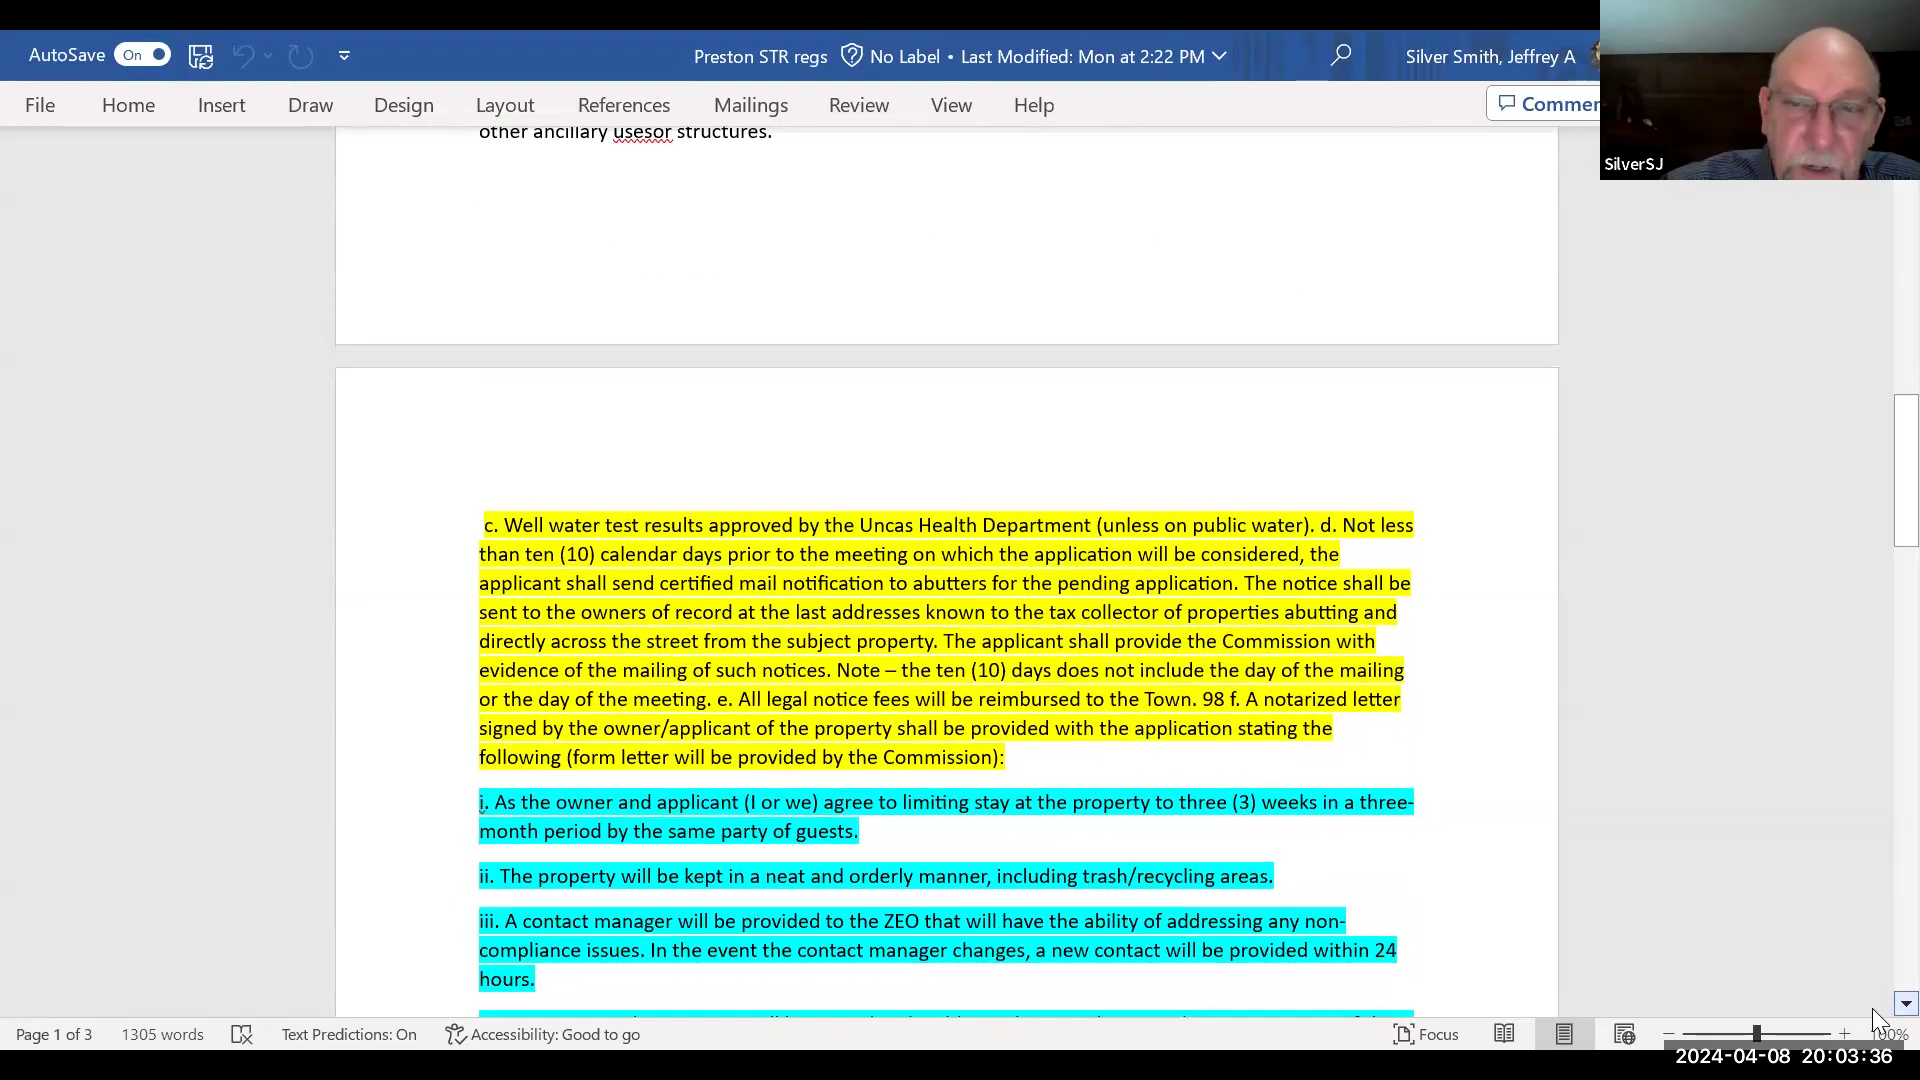 AutoSave On Preston STR regs No Label • Last Modified: Mon at 2:22 PM Silver Smith, Jeffrey A
File Home Insert Draw Design Layout References Mailings Review View Help Commen
SilverSJ
other ancillary usesor structures.
c. Well water test results approved by the Uncas Health Department (unless on public water). d. Not less
than ten (10) calendar days prior to the meeting on which the application will be considered, the
applicant shall send certified mail notification to abutters for the pending application. The notice shall be
sent to the owners of record at the last addresses known to the tax collector of properties abutting and
directly across the street from the subject property. The applicant shall provide the Commission with
evidence of the mailing of such notices. Note – the ten (10) days does not include the day of the mailing
or the day of the meeting. e. All legal notice fees will be reimbursed to the Town. 98 f. A notarized letter
signed by the owner/applicant of the property shall be provided with the application stating the
following (form letter will be provided by the Commission):
i. As the owner and applicant (I or we) agree to limiting stay at the property to three (3) weeks in a three-
month period by the same party of guests.
ii. The property will be kept in a neat and orderly manner, including trash/recycling areas.
iii. A contact manager will be provided to the ZEO that will have the ability of addressing any non-
compliance issues. In the event the contact manager changes, a new contact will be provided within 24
hours.
Page 1 of 3 1305 words Text Predictions: On Accessibility: Good to go Focus 100%
2024-04-08 20:03:36